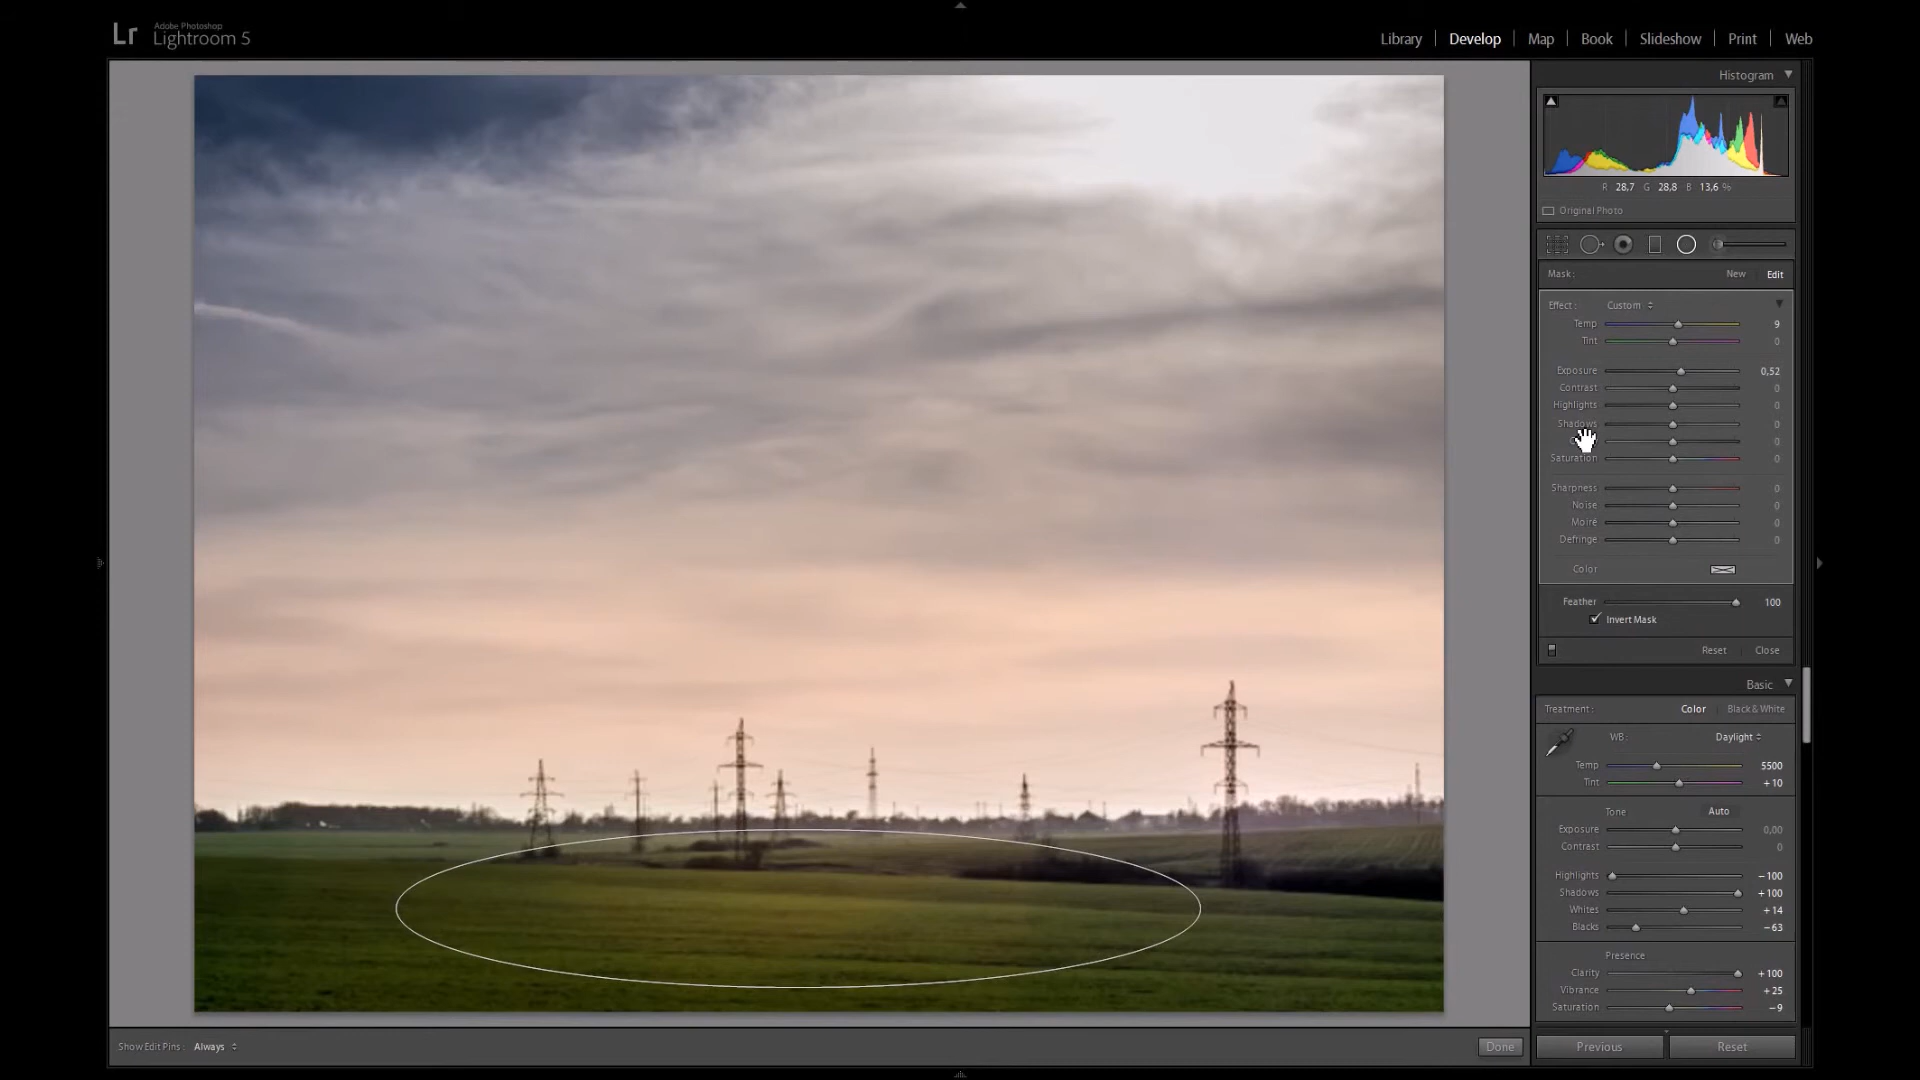 Lr Adobe Photoshop
Lightroom 5
Library | Develop | Map | Book | Slideshow | Print | Web
Histogram
R 28,7 G 28,8 B 13,6 %
Original Photo
Mask : New Edit
Effect : Custom
Temp 9
Tint 0
Exposure 0,52
Contrast 0
Highlights 0
Shadows 0
0
Saturation 0
Sharpness 0
Noise 0
Moiré 0
Defringe 0
Color
Feather 100
Invert Mask
Reset Close
Basic
Treatment : Color | Black & White
WB : Daylight
Temp 5500
Tint +10
Tone Auto
Exposure 0,00
Contrast 0
Highlights −100
Shadows +100
Whites +14
Blacks −63
Presence
Clarity +100
Vibrance +25
Saturation −9
Show Edit Pins : Always
Done
Previous Reset